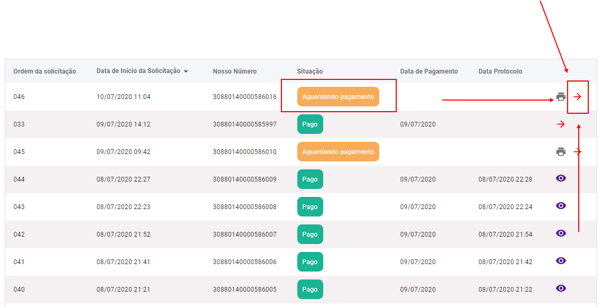 Ordem da solicitação Data de Início da Solicitação Nosso Número Situação Data de Pagamento Data Protocolo
046 10/07/2020 11:04 30880140000586016 Aguardando pagamento
033 09/07/2020 14:12 30880140000585997 Pago 09/07/2020
045 09/07/2020 09:42 30880140000586010 Aguardando pagamento
044 08/07/2020 22:27 30880140000586009 Pago 09/07/2020 08/07/2020 22:28
043 08/07/2020 22:23 30880140000586008 Pago 09/07/2020 08/07/2020 22:24
042 08/07/2020 21:52 30880140000586007 Pago 09/07/2020 08/07/2020 21:54
041 08/07/2020 21:41 30880140000586006 Pago 09/07/2020 08/07/2020 21:42
040 08/07/2020 21:21 30880140000586005 Pago 09/07/2020 08/07/2020 21:22